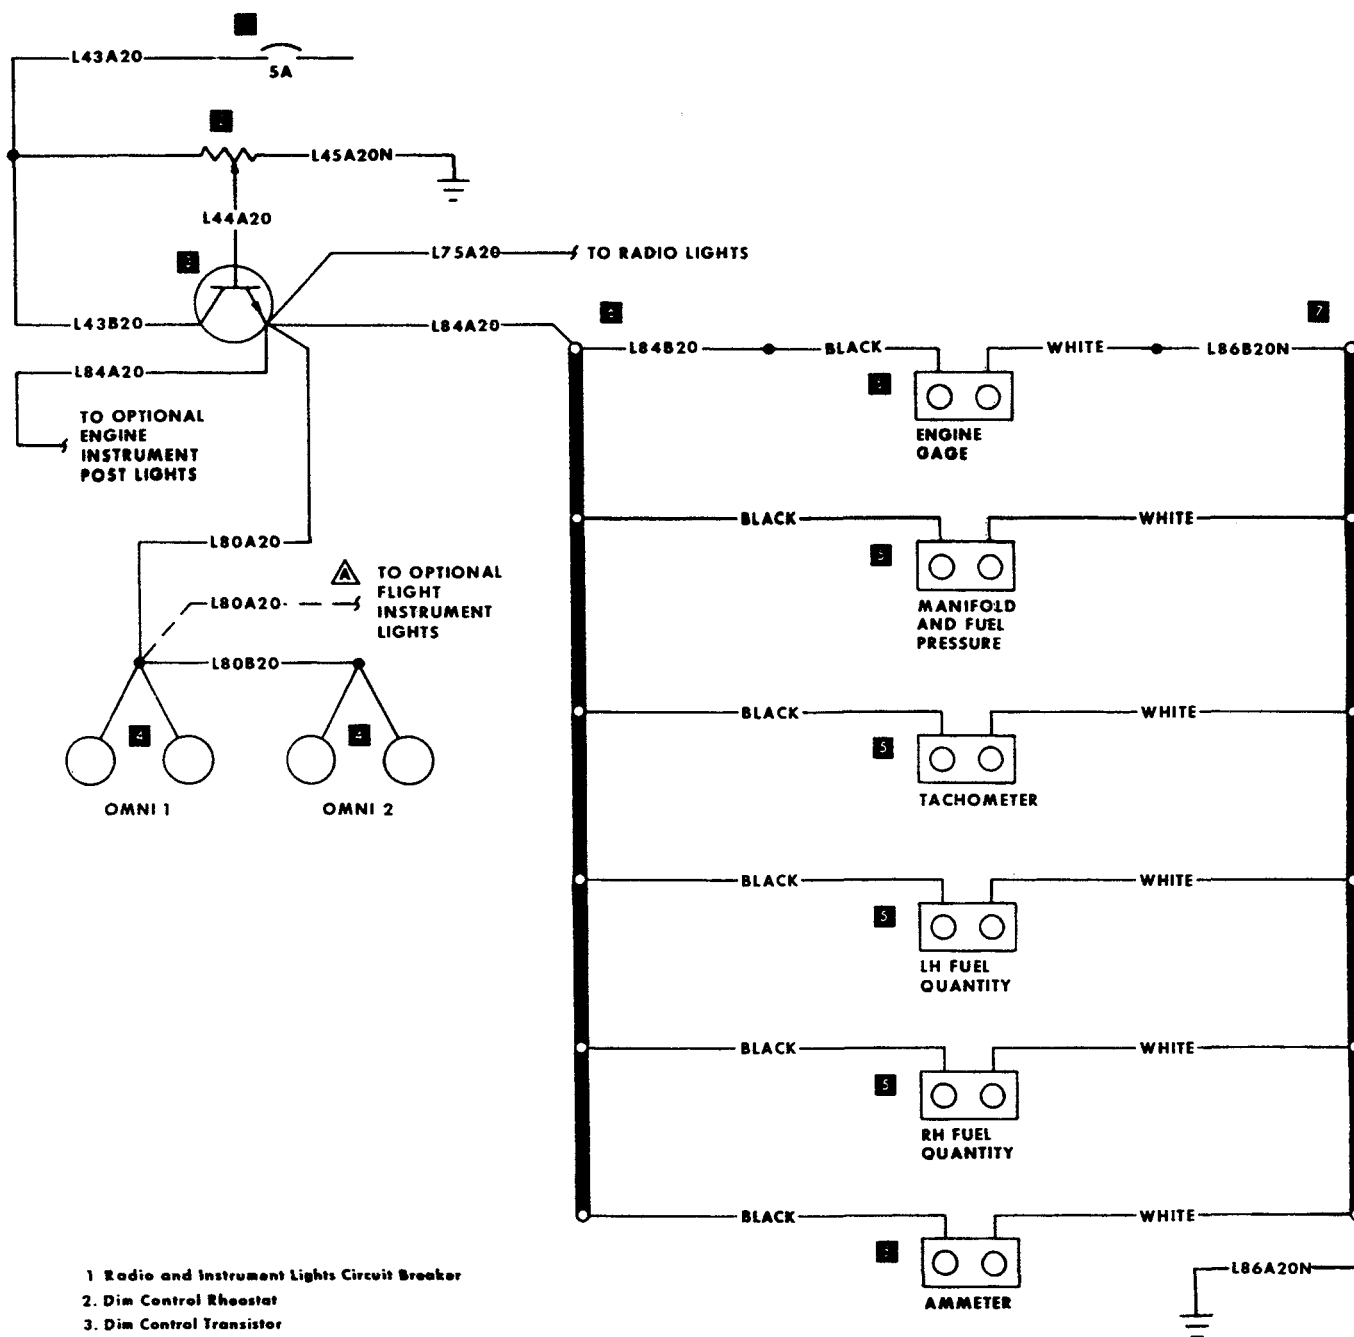 L43A20
5A
L45A20N
L44A20
L75A20 TO RADIO LIGHTS
L43B20
L84A20
L84A20
TO OPTIONAL
ENGINE
INSTRUMENT
POST LIGHTS
L80A20
A TO OPTIONAL
FLIGHT
INSTRUMENT
LIGHTS
L80A20
L80B20
4
4
OMNI 1
OMNI 2
7
L84B20 BLACK WHITE L86B20N
ENGINE
GAGE
BLACK WHITE
5
MANIFOLD
AND FUEL
PRESSURE
BLACK WHITE
5
TACHOMETER
BLACK WHITE
5
LH FUEL
QUANTITY
BLACK WHITE
5
RH FUEL
QUANTITY
BLACK WHITE
AMMETER
L86A20N
1 Radio and Instrument Lights Circuit Breaker
2. Dim Control Rheostat
3. Dim Control Transistor